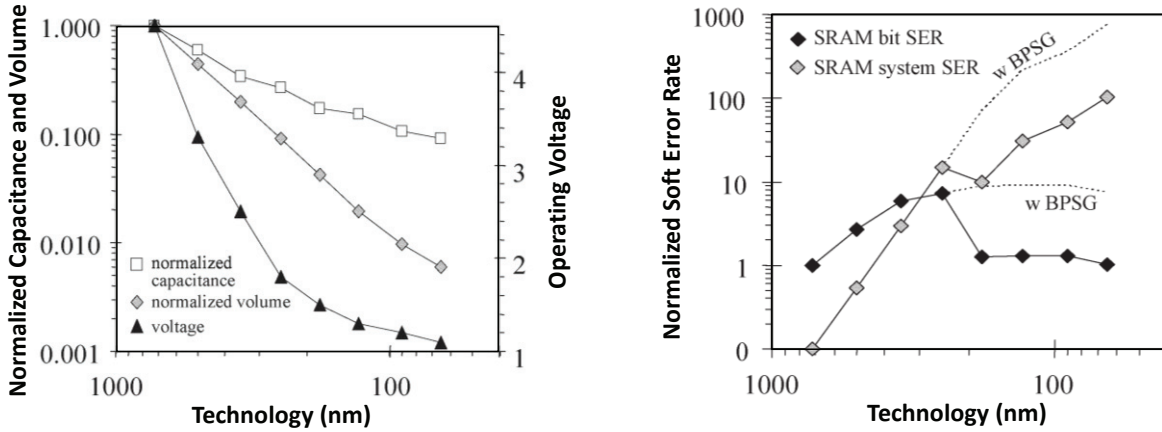 Normalized Capacitance and Volume
1.000
0.100
0.010
0.001
normalized
capacitance
normalized volume
voltage
4
3
2
1
Operating Voltage
1000
100
Technology (nm)
Normalized Soft Error Rate
1000
100
10
1
0
SRAM bit SER
SRAM system SER
w BPSG
w BPSG
1000
100
Technology (nm)